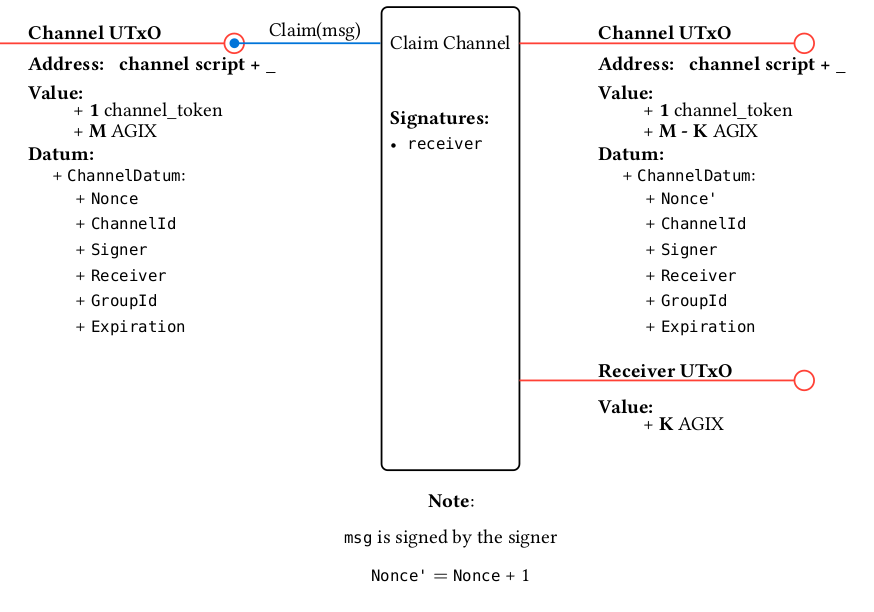 Channel UTxO
Address: channel script + _
Value:
+ 1 channel_token
+ M AGIX
Datum:
+ ChannelDatum:
+ Nonce
+ ChannelId
+ Signer
+ Receiver
+ GroupId
+ Expiration
Claim(msg)
Claim Channel
Signatures:
• receiver
Channel UTxO
Address: channel script + _
Value:
+ 1 channel_token
+ M - K AGIX
Datum:
+ ChannelDatum:
+ Nonce'
+ ChannelId
+ Signer
+ Receiver
+ GroupId
+ Expiration
Receiver UTxO
Value:
+ K AGIX
Note:
msg is signed by the signer
Nonce' = Nonce + 1